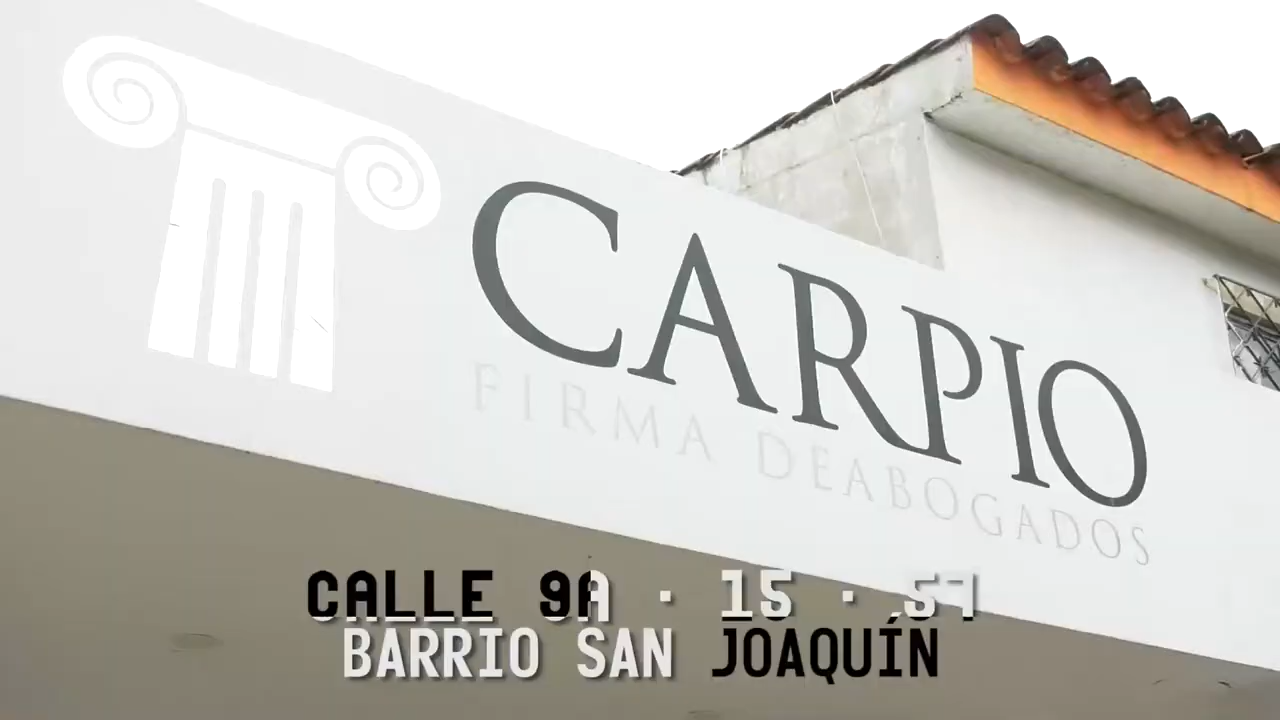 CARPIO
FIRMA DEABOGADOS
CALLE 9A · 15 · 57
BARRIO SAN JOAQUÍN